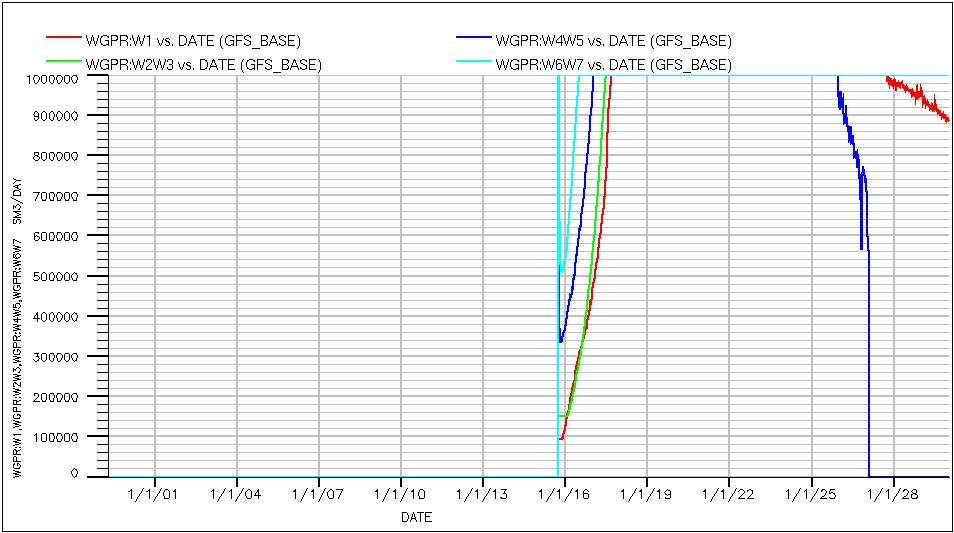 WGPR:W1 vs. DATE (GFS_BASE)
WGPR:W4W5 vs. DATE (GFS_BASE)
WGPR:W2W3 vs. DATE (GFS_BASE)
WGPR:W6W7 vs. DATE (GFS_BASE)
1000000
900000
800000
700000
600000
500000
400000
300000
200000
100000
0
WGPR:W1,WGPR:W2W3,WGPR:W4W5,WGPR:W6W7 SM3/DAY
1/1/01 1/1/04 1/1/07 1/1/10 1/1/13 1/1/16 1/1/19 1/1/22 1/1/25 1/1/28
DATE